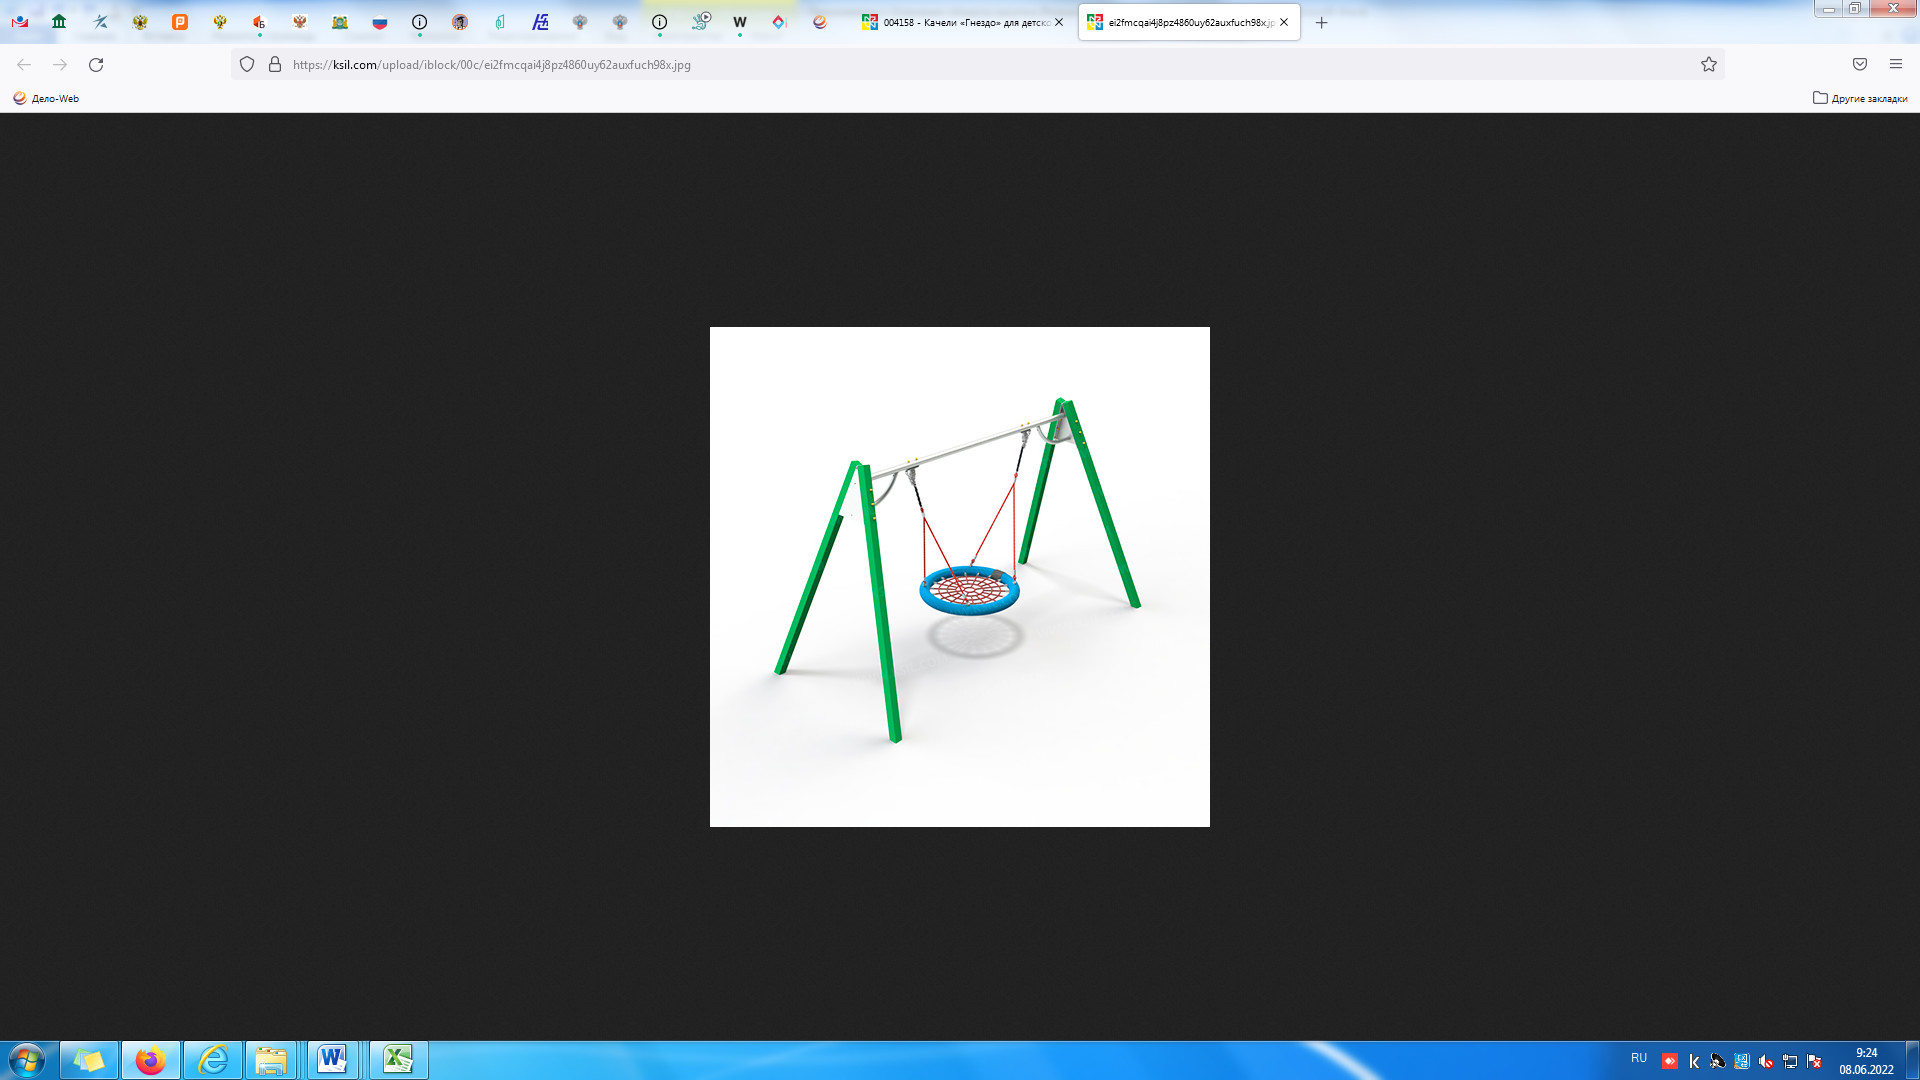 004158 - Качели «Гнездо» для детско
ei2fmcqai4j8pz4860uy62auxfuch98x.jp
https://ksil.com/upload/iblock/00c/ei2fmcqai4j8pz4860uy62auxfuch98x.jpg
Дело-Web
Другие закладки
RU
9:24
08.06.2022